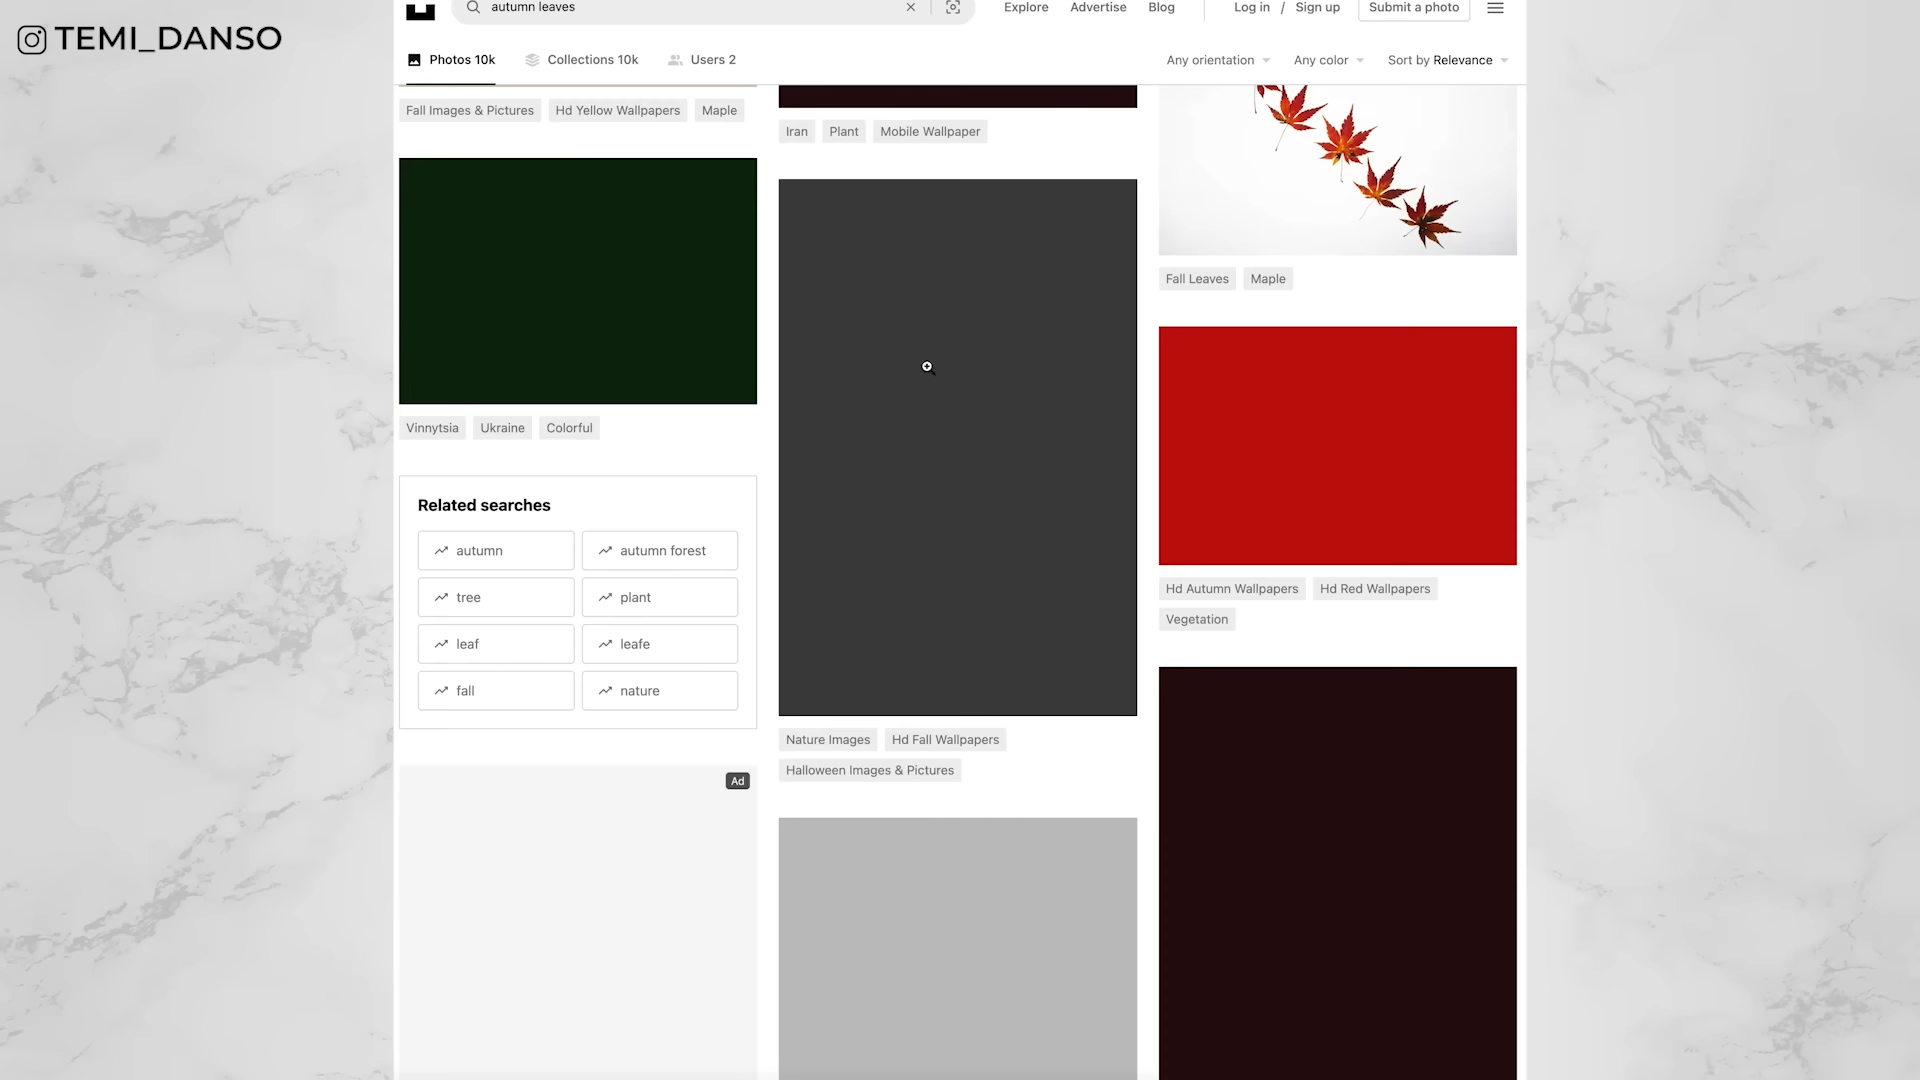 TEMI_DANSO
autumn leaves
Explore
Advertise
Blog
Log in / Sign up
Submit a photo
Photos 10k
Collections 10k
Users 2
Any orientation
Any color
Sort by Relevance
Fall Images & Pictures
Hd Yellow Wallpapers
Maple
Vinnytsia
Ukraine
Colorful
Related searches
autumn
autumn forest
tree
plant
leaf
leafe
fall
nature
Ad
Iran
Plant
Mobile Wallpaper
Nature Images
Hd Fall Wallpapers
Halloween Images & Pictures
Fall Leaves
Maple
Hd Autumn Wallpapers
Hd Red Wallpapers
Vegetation